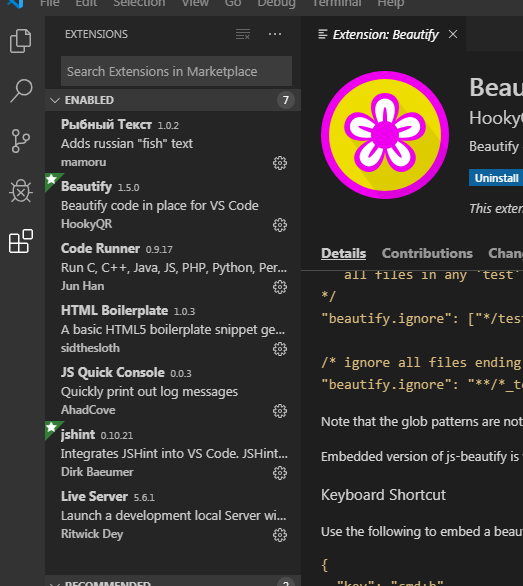 Edit Selection View Go Debug Terminal Help
EXTENSIONS
Search Extensions in Marketplace
ENABLED 7
Рыбный Текст 1.0.2
Adds russian "fish" text
mamoru
Beautify 1.5.0
Beautify code in place for VS Code
HookyQR
Code Runner 0.9.17
Run C, C++, Java, JS, PHP, Python, Per...
Jun Han
HTML Boilerplate 1.0.3
A basic HTML5 boilerplate snippet ge...
sidthesloth
JS Quick Console 0.0.3
Quickly print out log messages
AhadCove
jshint 0.10.21
Integrates JSHint into VS Code. JSHint...
Dirk Baeumer
Live Server 5.6.1
Launch a development local Server wi...
Ritwick Dey
RECOMMENDED 2
Extension: Beautify
Beau
HookyQ
Beautify
Uninstall
This exten
Details Contributions Chan
all files in any 'test'
*/
"beautify.ignore": ["*/test
/* ignore all files ending
"beautify.ignore": "**/*_te
Note that the glob patterns are not
Embedded version of js-beautify is
Keyboard Shortcut
Use the following to embed a beau
{
"key": "cmd+b"